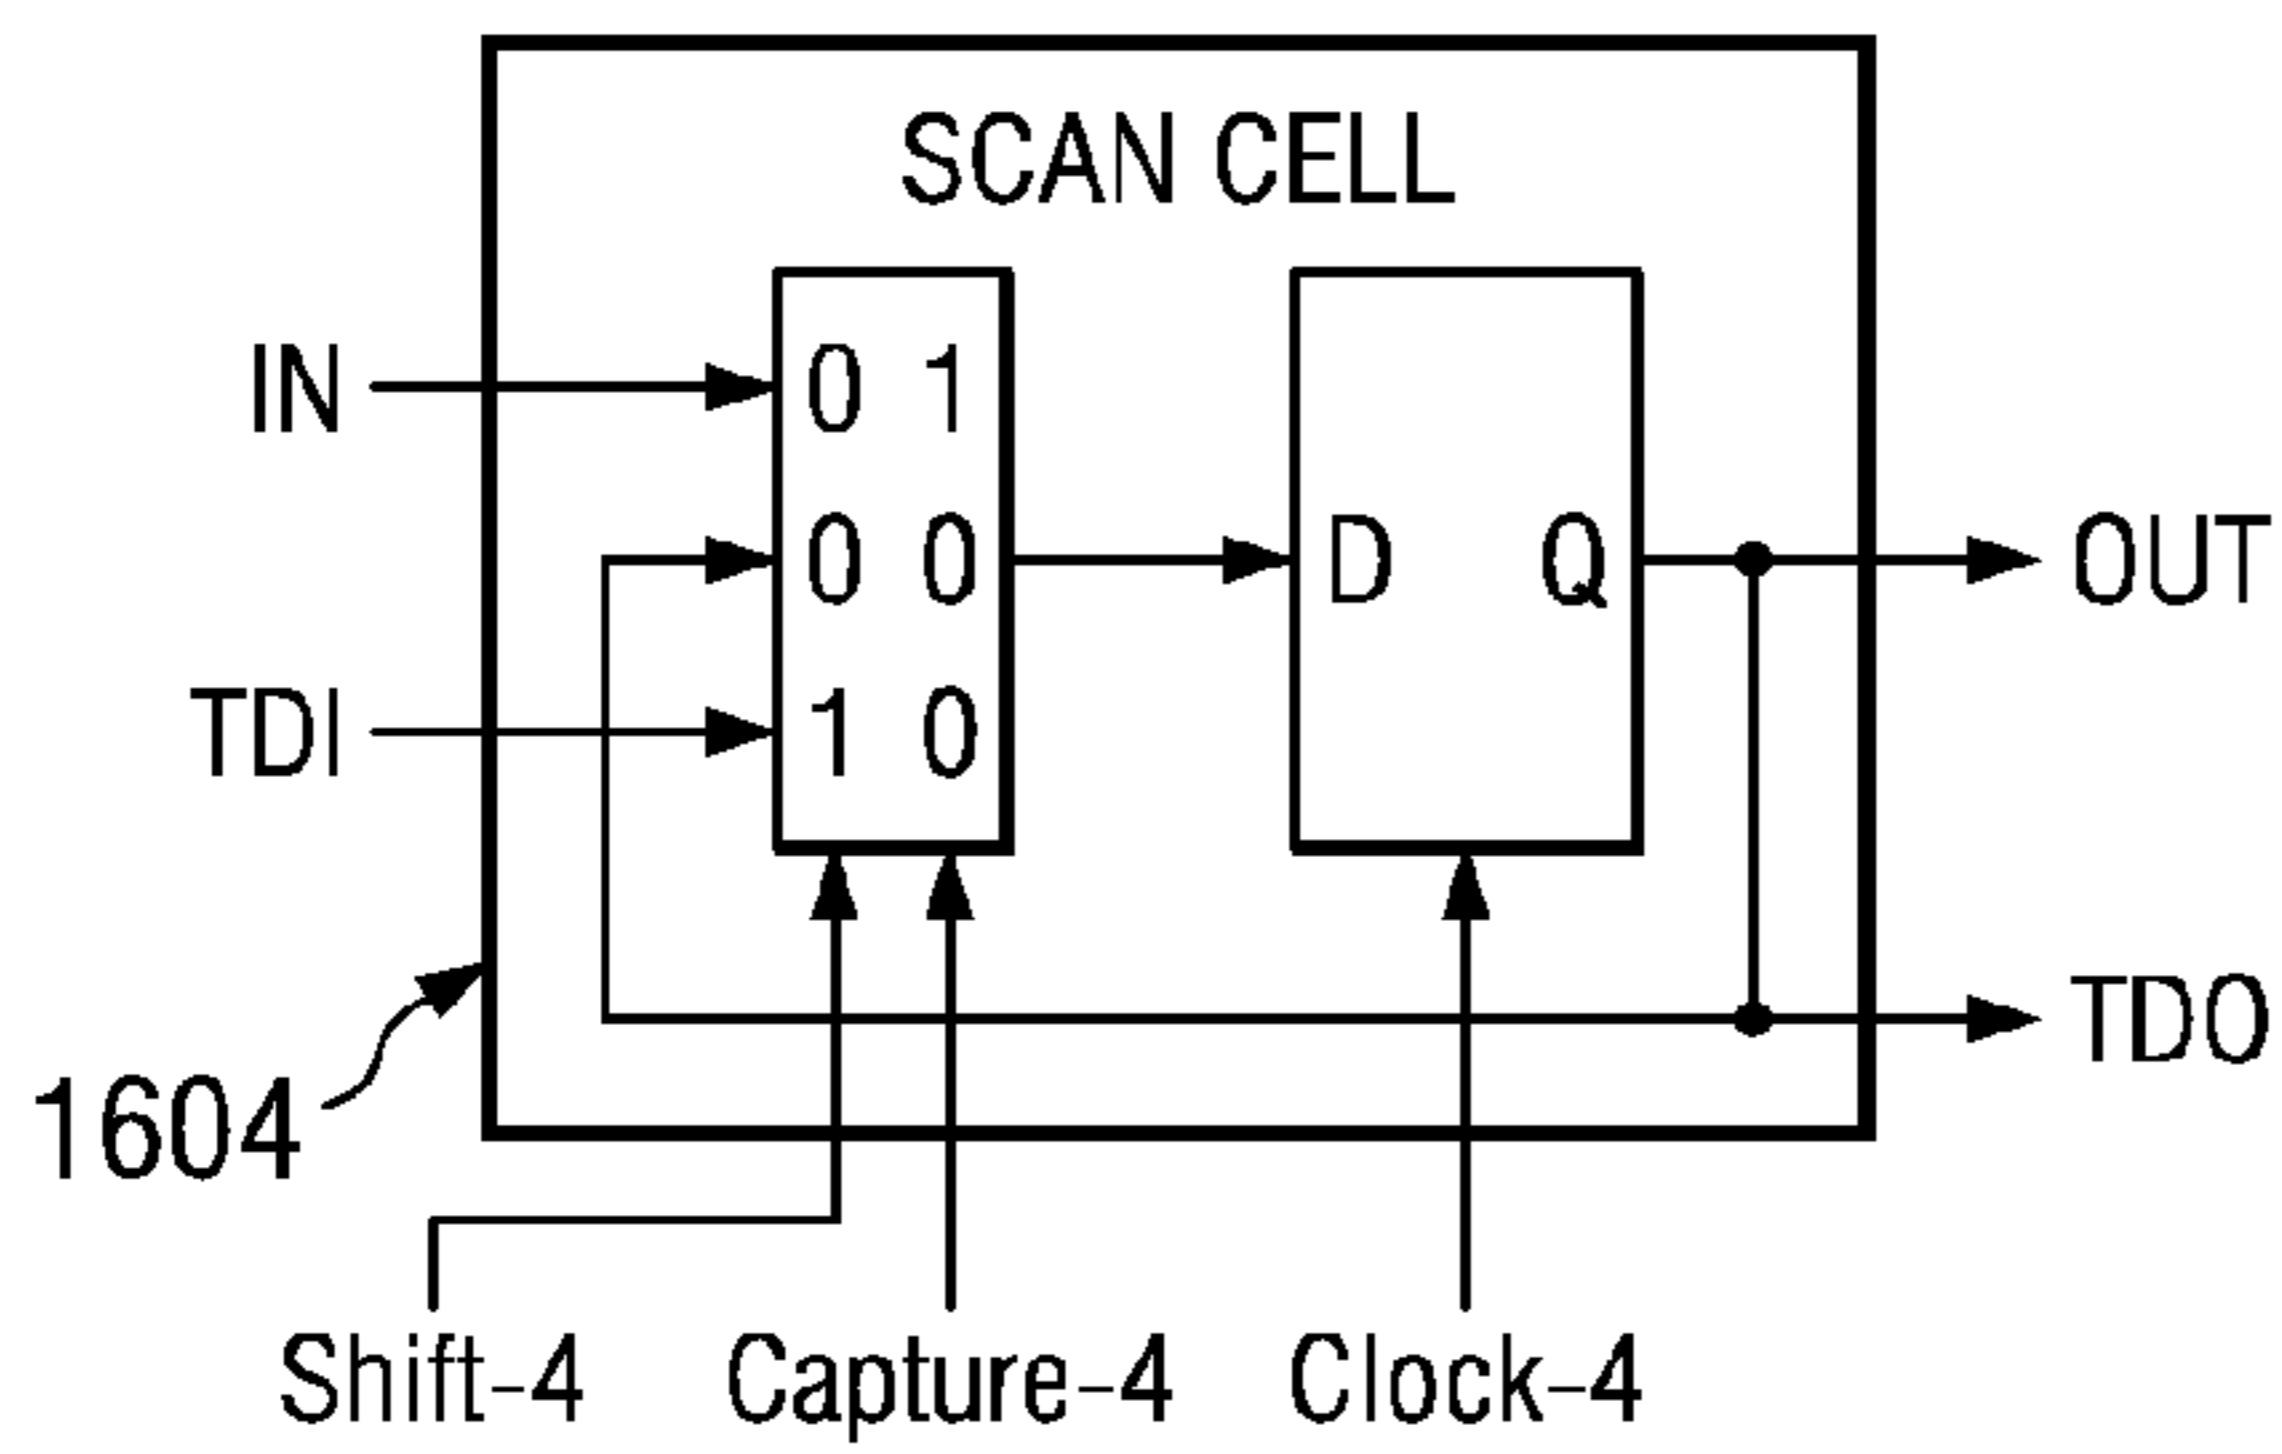 SCAN CELL
IN
0 1
0 0
D Q
OUT
TDI
1 0
TDO
1604
Shift-4
Capture-4
Clock-4